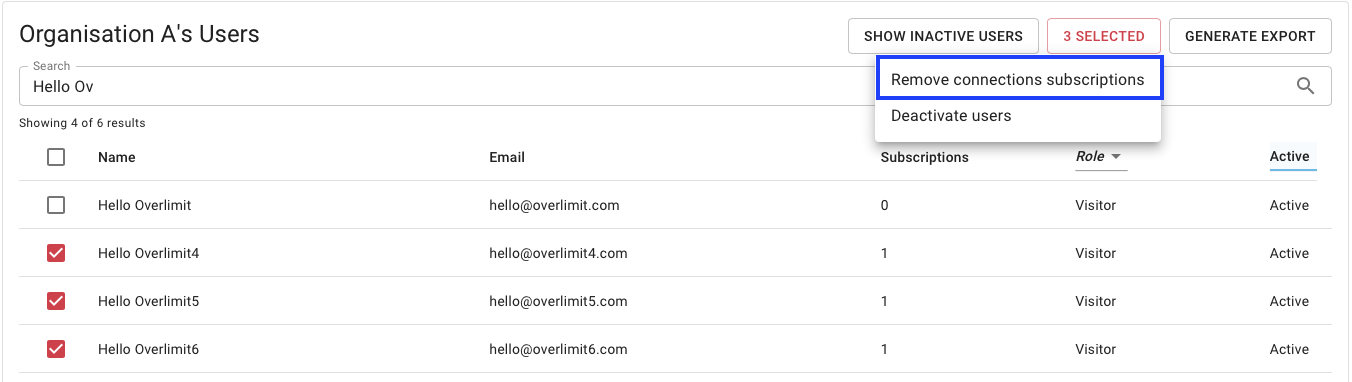 Organisation A's Users
SHOW INACTIVE USERS
3 SELECTED
GENERATE EXPORT
Search
Hello Ov
Remove connections subscriptions
Deactivate users
Showing 4 of 6 results
Name Email Subscriptions Role Active
Hello Overlimit hello@overlimit.com 0 Visitor Active
Hello Overlimit4 hello@overlimit4.com 1 Visitor Active
Hello Overlimit5 hello@overlimit5.com 1 Visitor Active
Hello Overlimit6 hello@overlimit6.com 1 Visitor Active